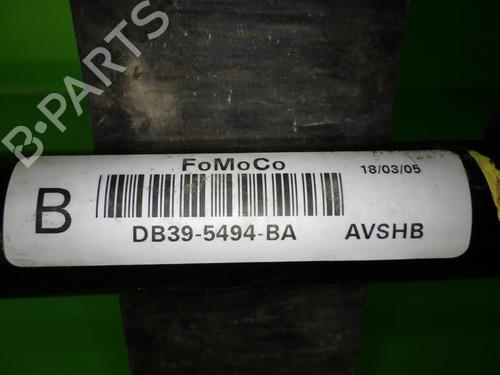 B-PARTS
FoMoCo
18/03/05
B
DB39-5494-BA
AVSHB